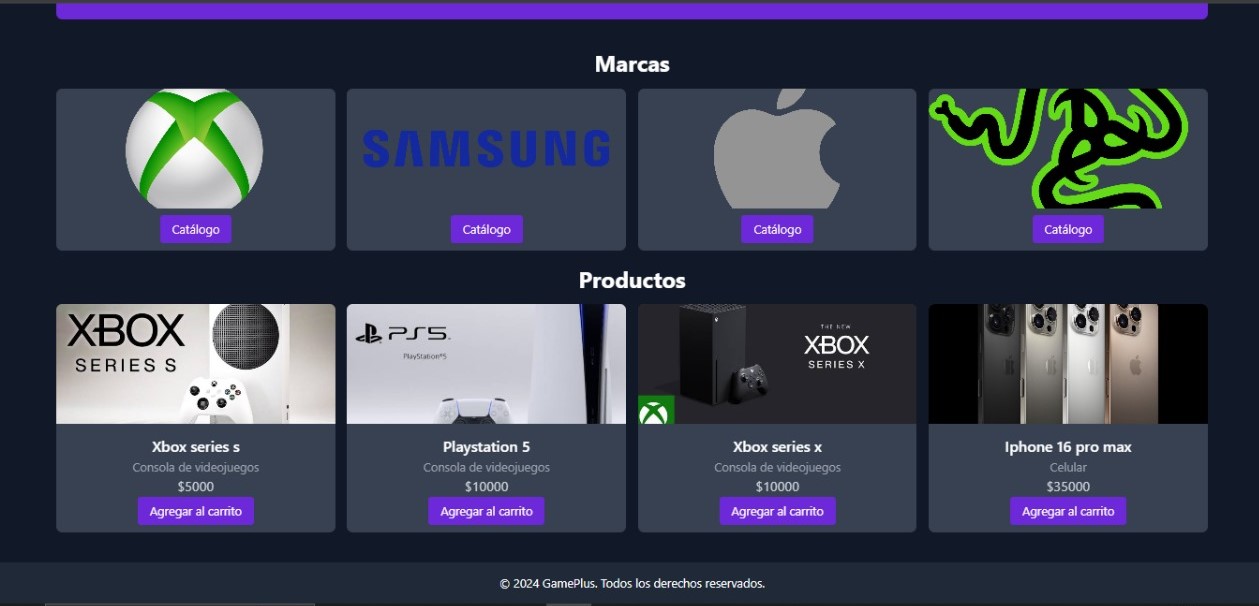 Marcas
SAMSUNG
Catálogo
Catálogo
Catálogo
Catálogo
Productos
XBOX
SERIES S
PS5
PlayStation®5
THE NEW
XBOX
SERIES X
Xbox series s
Consola de videojuegos
$5000
Agregar al carrito
Playstation 5
Consola de videojuegos
$10000
Agregar al carrito
Xbox series x
Consola de videojuegos
$10000
Agregar al carrito
Iphone 16 pro max
Celular
$35000
Agregar al carrito
© 2024 GamePlus. Todos los derechos reservados.